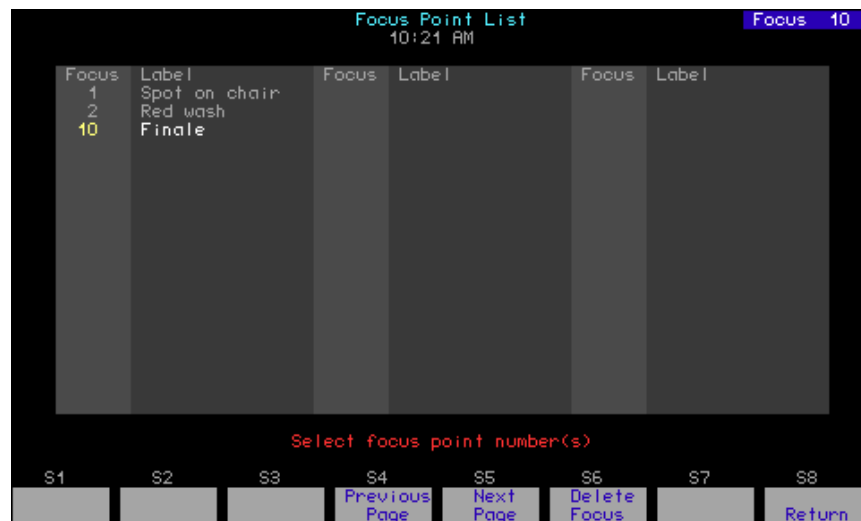 Focus Point List
Focus 10
10:21 AM
Focus Label Focus Label Focus Label
1 Spot on chair
2 Red wash
10 Finale
Select focus point number(s)
S1 S2 S3 S4 S5 S6 S7 S8
Previous Next Delete
Page Page Focus Return